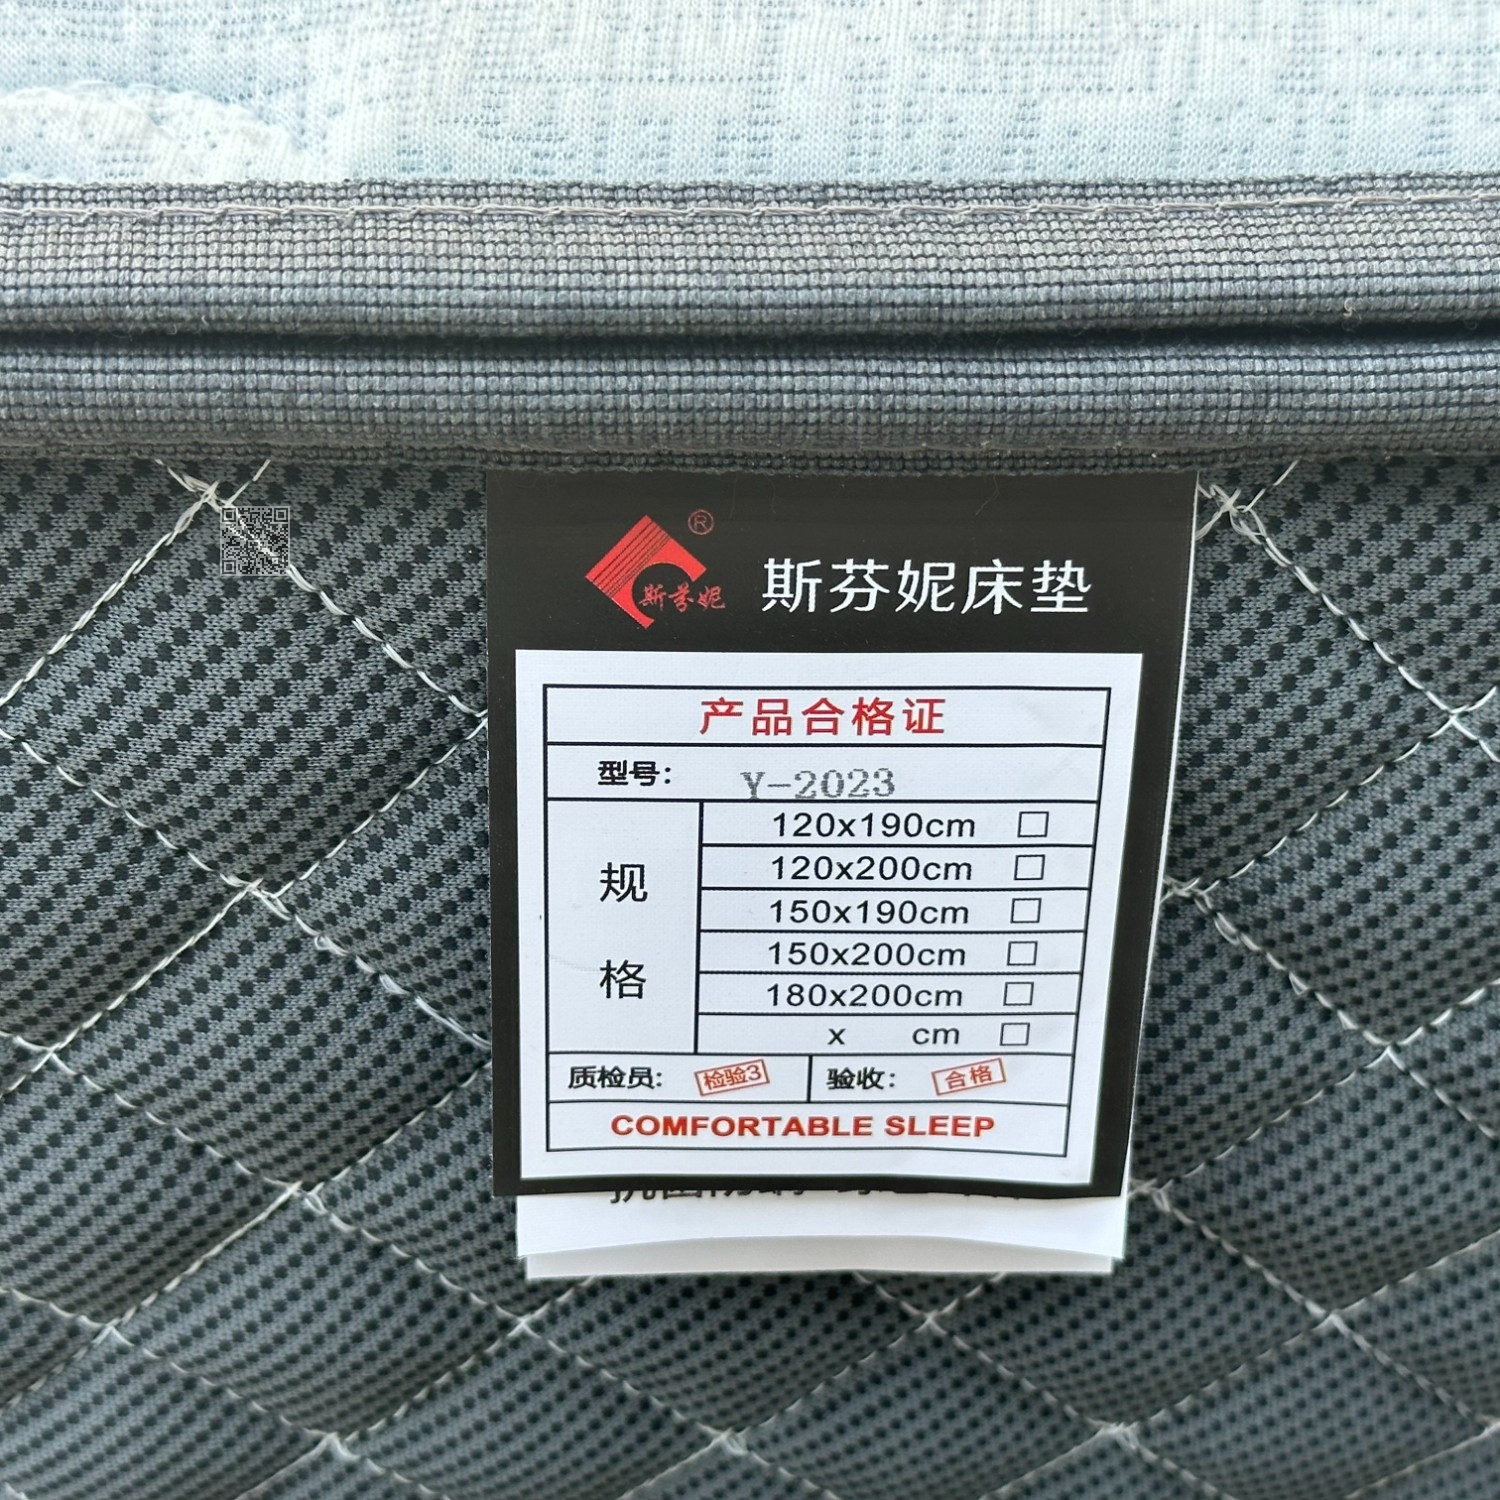 ®
斯芬妮
斯芬妮床垫
产品合格证
型号： Y-2023
规格
120x190cm □
120x200cm □
150x190cm □
150x200cm □
180x200cm □
x cm □
质检员： 检验3 验收： 合格
COMFORTABLE SLEEP